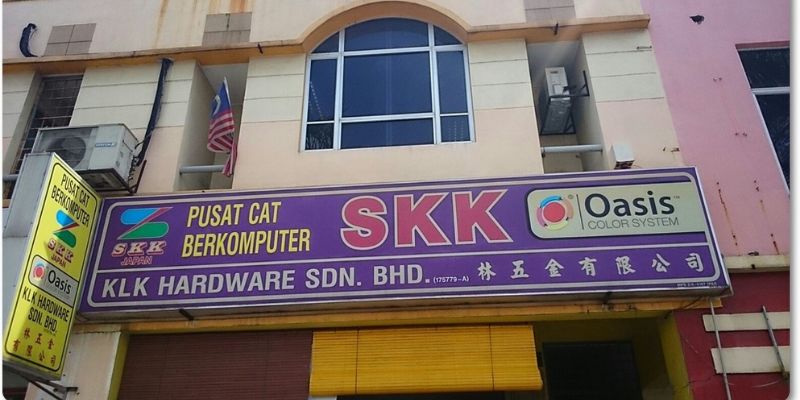 PUSAT CAT
BERKOMPUTER
SKK
JAPAN
Oasis
KLK HARDWARE
SDN. BHD.
林五金
有限公司
SKK
JAPAN
PUSAT CAT
BERKOMPUTER
SKK
Oasis
COLOR SYSTEM
KLK HARDWARE SDN. BHD. (175779-A) 林五金有限公司